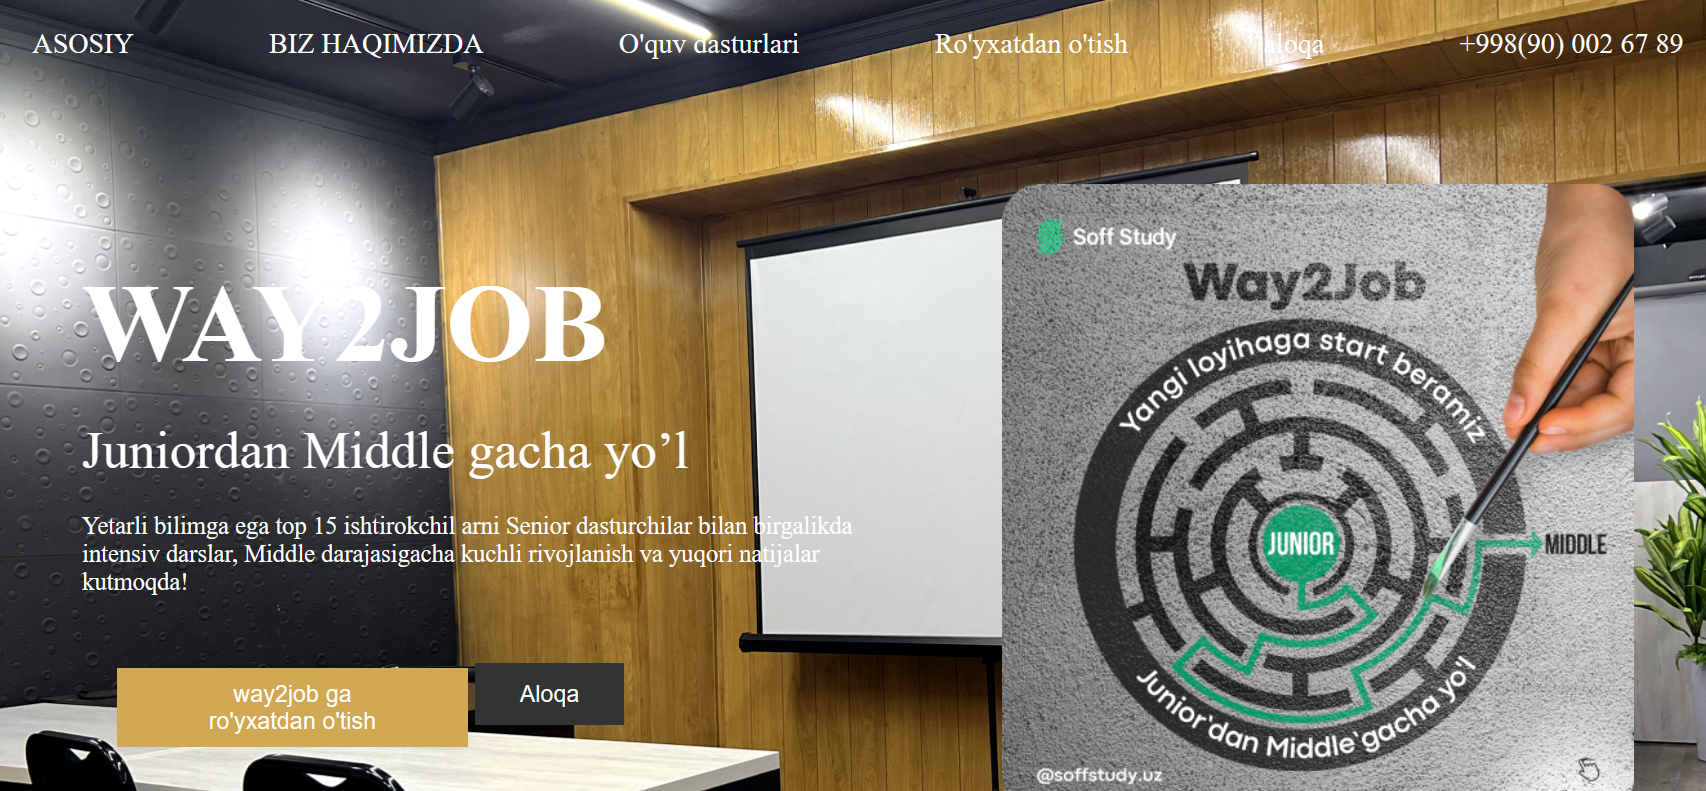 ASOSIY
BIZ HAQIMIZDA
O'quv dasturlari
Ro'yxatdan o'tish
aloqa
+998(90) 002 67 89
WAY2JOB
Juniordan Middle gacha yo’l
Yetarli bilimga ega top 15 ishtirokchil arni Senior dasturchilar bilan birgalikda
intensiv darslar, Middle darajasigacha kuchli rivojlanish va yuqori natijalar
kutmoqda!
way2job ga
ro'yxatdan o'tish
Aloqa
Soff Study
Way2Job
Yangi loyihaga start beramiz
JUNIOR
MIDDLE
Junior'dan Middle'gacha yo'l
@soffstudy.uz